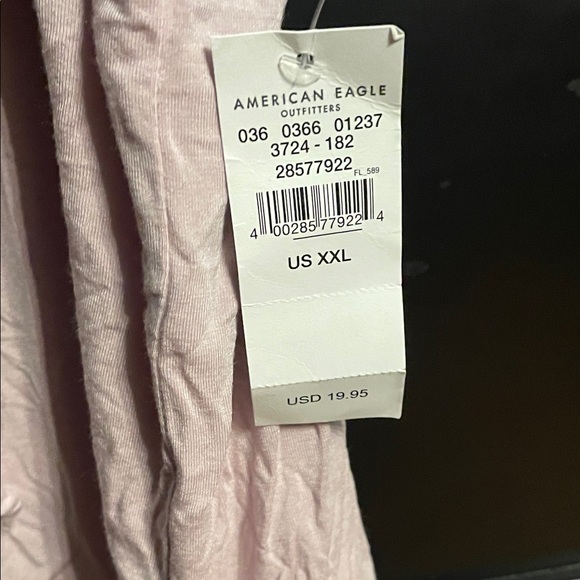 AMERICAN EAGLE
OUTFITTERS
036 0366 01237
3724 - 182
28577922
FL_589
4 00285 77922 4
US XXL
USD 19.95